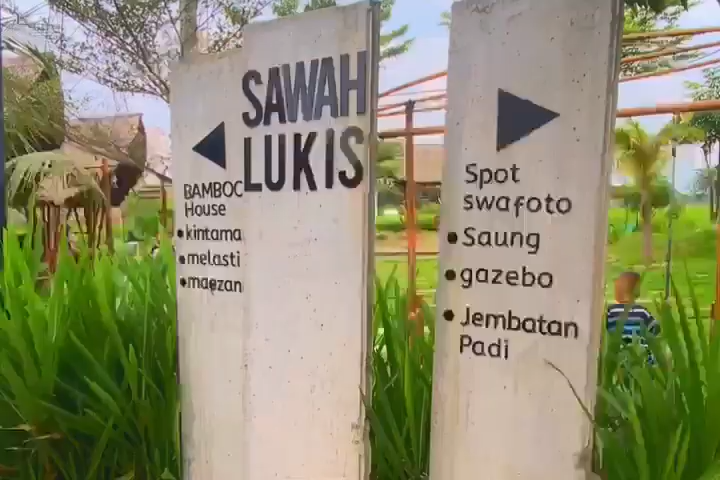 SAWAH
LUKIS
BAMBOO
House
• kintama
• melasti
• maezan
Spot
swafoto
• Saung
• gazebo
• Jembatan
Padi